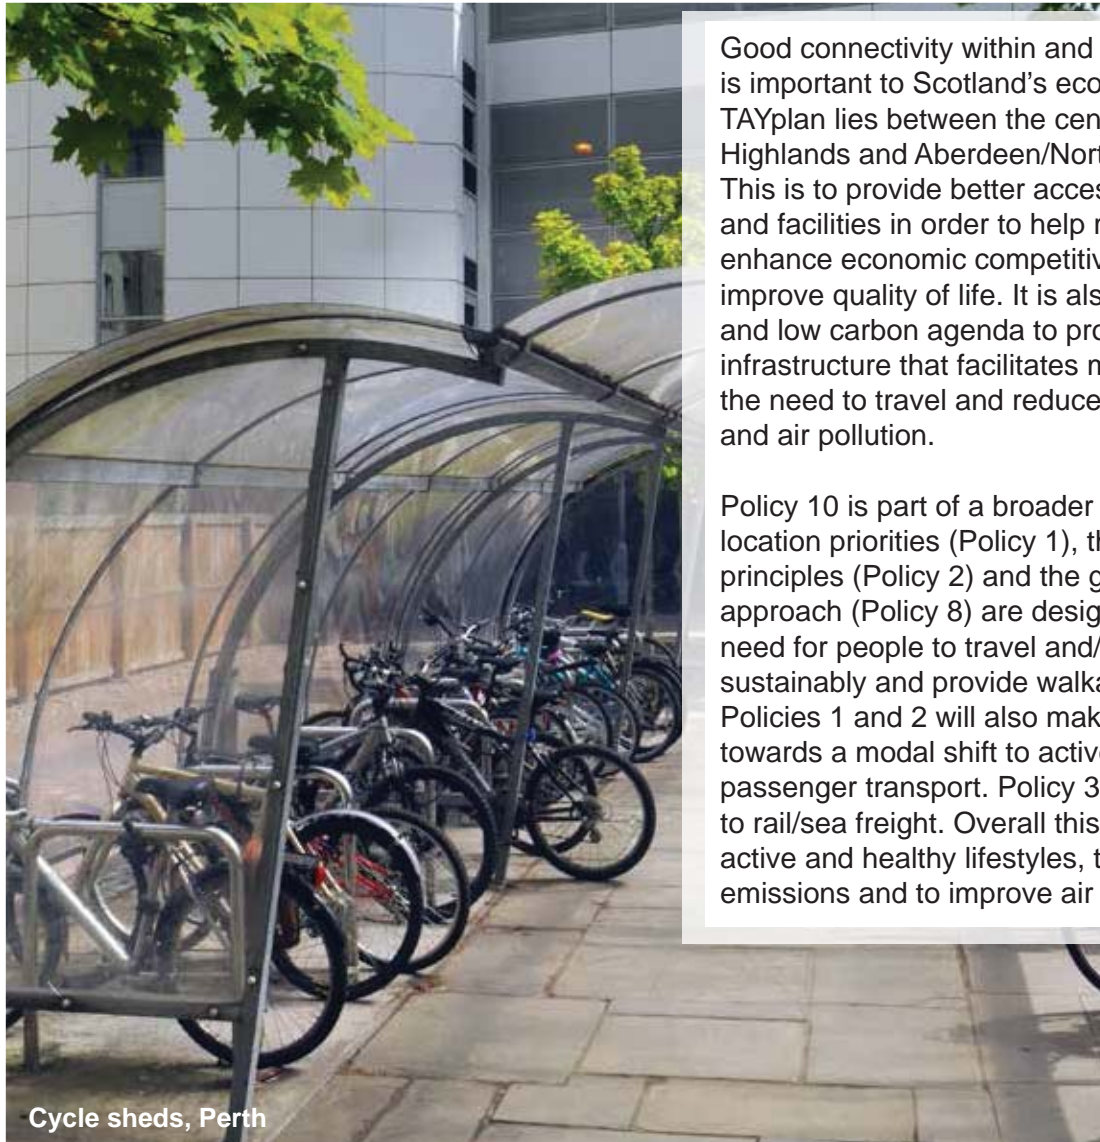 Good connectivity within and
is important to Scotland’s eco
TAYplan lies between the cen
Highlands and Aberdeen/Nort
This is to provide better acces
and facilities in order to help r
enhance economic competitiv
improve quality of life. It is als
and low carbon agenda to pro
infrastructure that facilitates m
the need to travel and reduce
and air pollution.
Policy 10 is part of a broader
location priorities (Policy 1), th
principles (Policy 2) and the g
approach (Policy 8) are desig
need for people to travel and/
sustainably and provide walka
Policies 1 and 2 will also mak
towards a modal shift to active
passenger transport. Policy 3
to rail/sea freight. Overall this
active and healthy lifestyles, t
emissions and to improve air
Cycle sheds, Perth